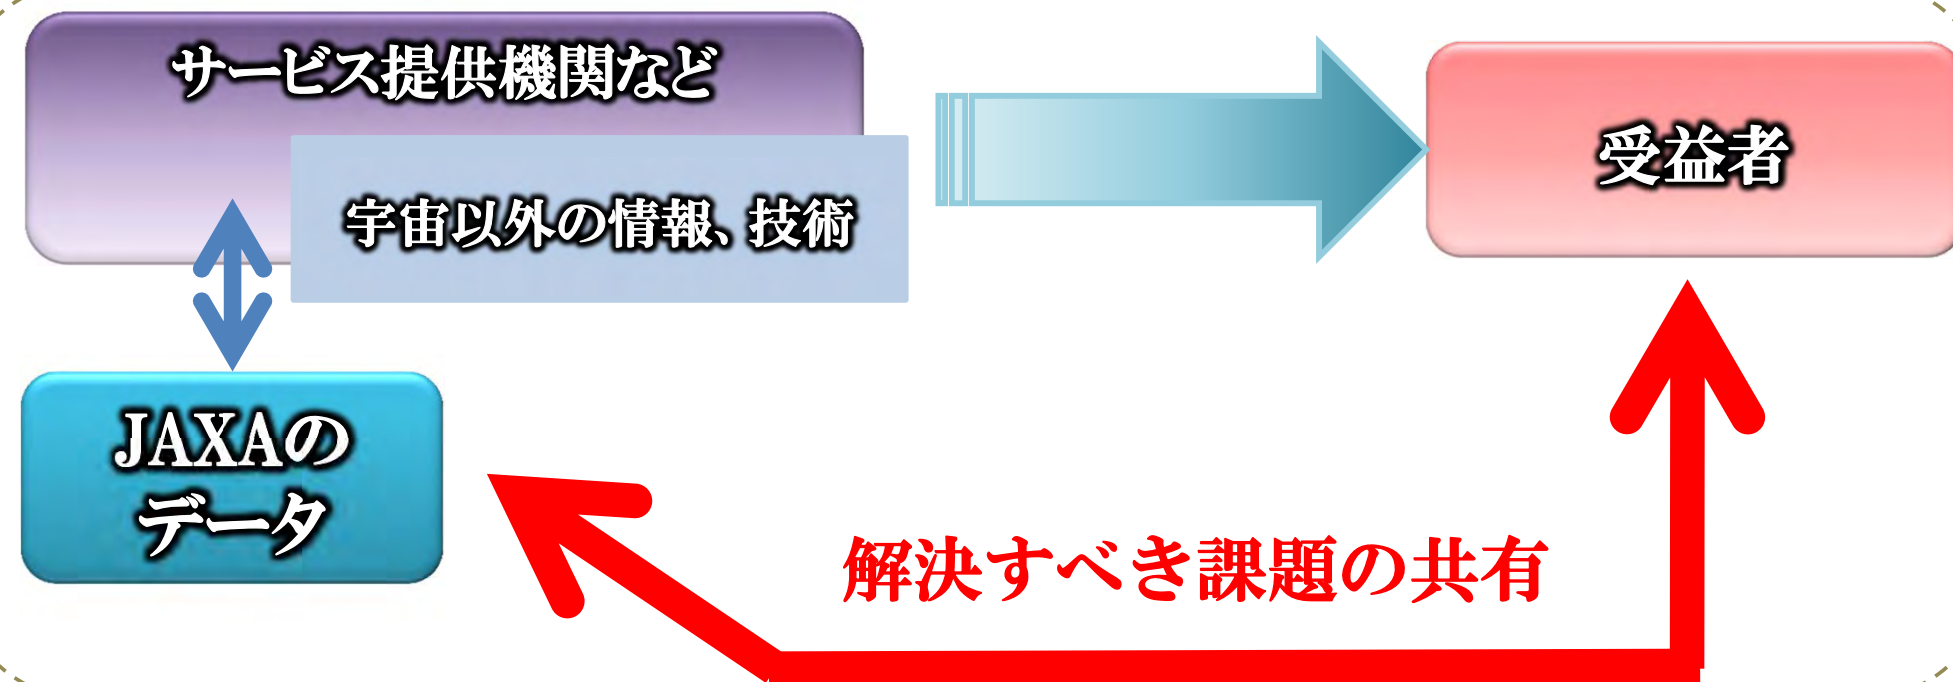 サービス提供機関など
宇宙以外の情報、技術
受益者
JAXAの
データ
解決すべき課題の共有